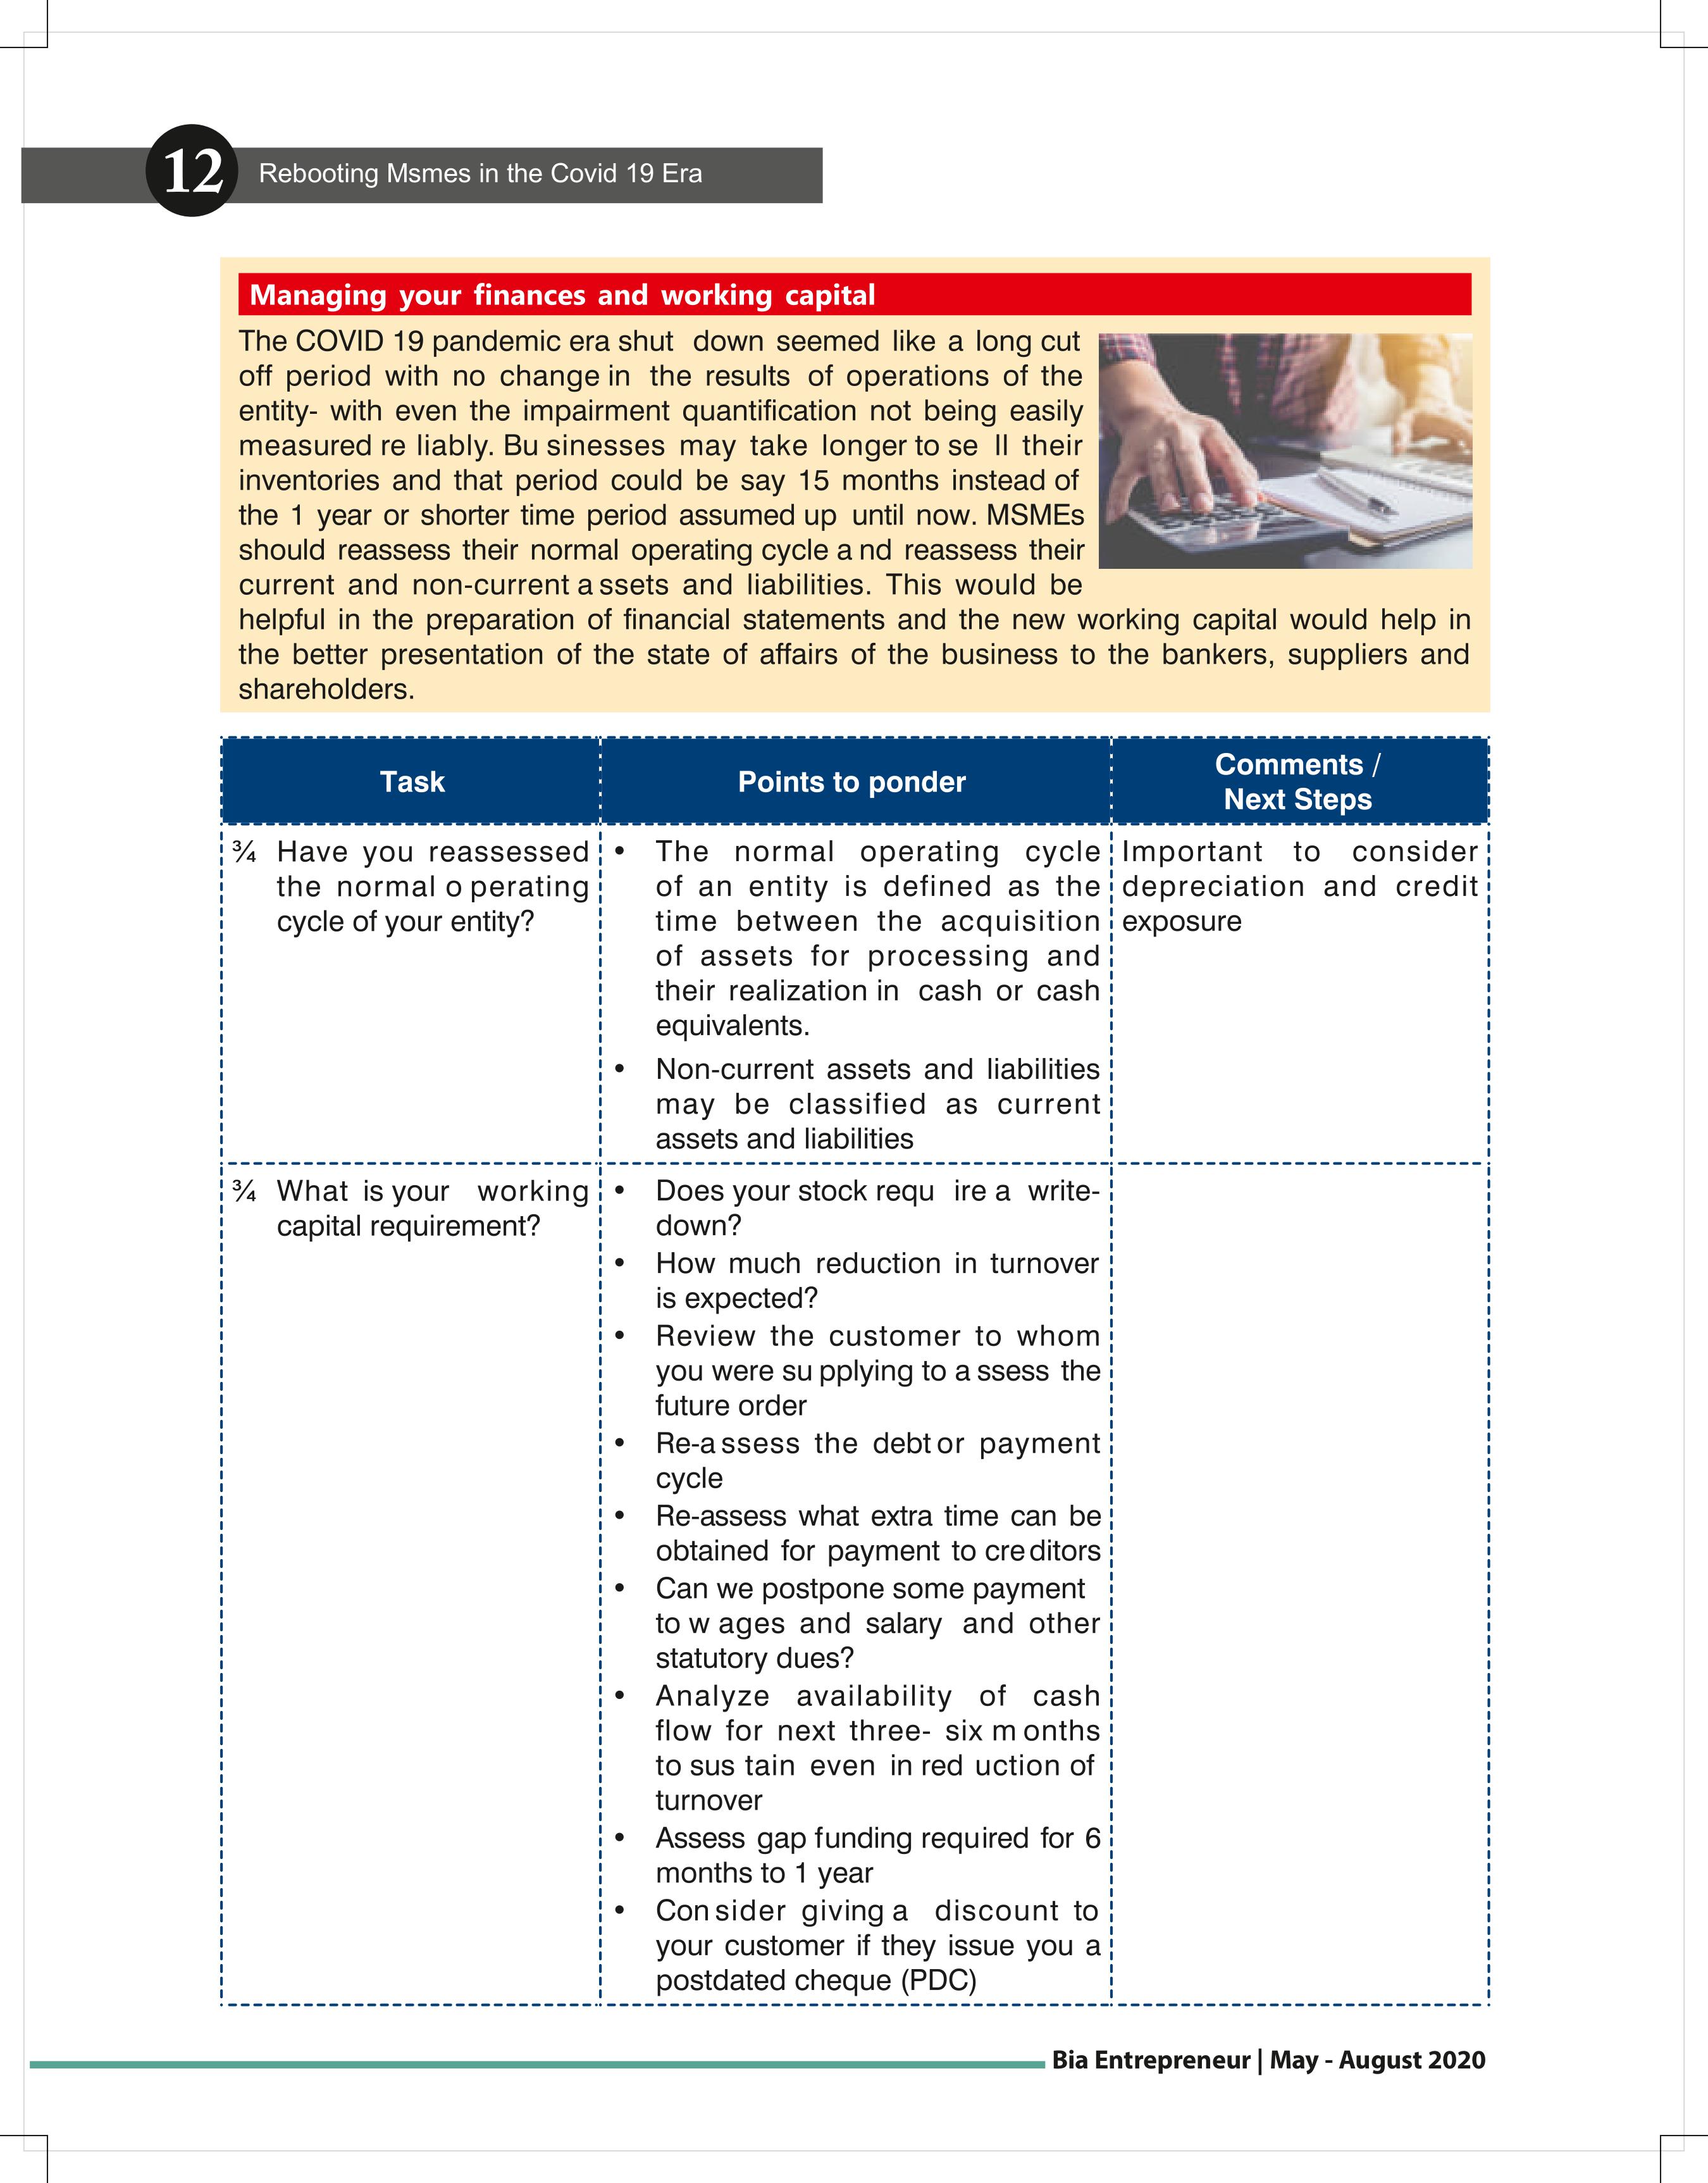 12
Rebooting Msmes in the Covid 19 Era
Managing your finances and working capital
The COVID 19 pandemic era shut down seemed like a long cut
off period with no change in the results of operations of the
entity- with even the impairment quantification not being easily
measured re liably. Bu sinesses may take longer to se ll their
inventories and that period could be say 15 months instead of
the 1 year or shorter time period assumed up until now. MSMEs
should reassess their normal operating cycle a nd reassess their
current and non-current a ssets and liabilities. This would be
helpful in the preparation of financial statements and the new working capital would help in
the better presentation of the state of affairs of the business to the bankers, suppliers and
shareholders.
Task
Points to ponder
Comments /
Next Steps
¾ Have you reassessed
the normal o perating
cycle of your entity?
• The normal operating cycle
of an entity is defined as the
time between the acquisition
of assets for processing and
their realization in cash or cash
equivalents.
• Non-current assets and liabilities
may be classified as current
assets and liabilities
Important to consider
depreciation and credit
exposure
¾ What is your working
capital requirement?
• Does your stock requ ire a write-
down?
• How much reduction in turnover
is expected?
• Review the customer to whom
you were su pplying to a ssess the
future order
• Re-a ssess the debt or payment
cycle
• Re-assess what extra time can be
obtained for payment to cre ditors
• Can we postpone some payment
to w ages and salary and other
statutory dues?
• Analyze availability of cash
flow for next three- six m onths
to sus tain even in red uction of
turnover
• Assess gap funding required for 6
months to 1 year
• Con sider giving a discount to
your customer if they issue you a
postdated cheque (PDC)
Bia Entrepreneur | May - August 2020